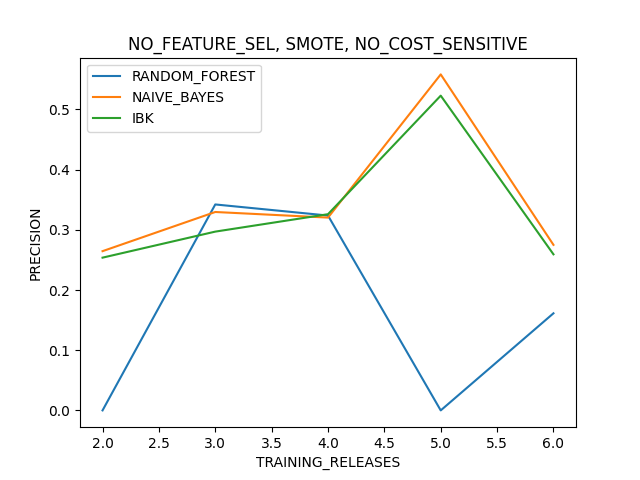 NO_FEATURE_SEL, SMOTE, NO_COST_SENSITIVE
RANDOM_FOREST
NAIVE_BAYES
IBK
PRECISION
0.5
0.4
0.3
0.2
0.1
0.0
2.0 2.5 3.0 3.5 4.0 4.5 5.0 5.5 6.0
TRAINING_RELEASES